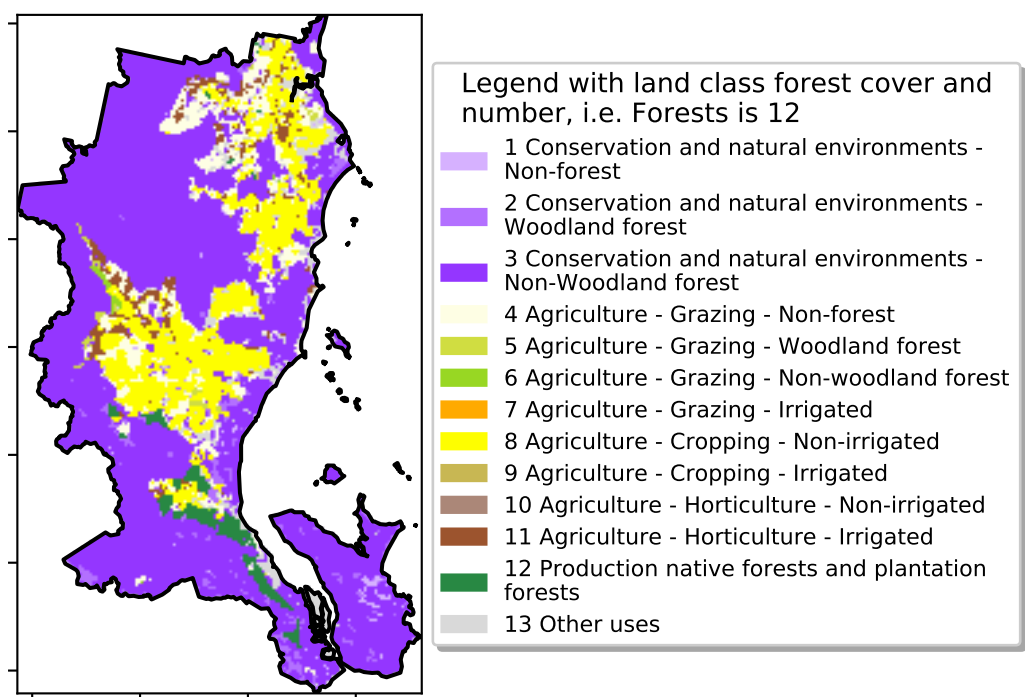 Legend with land class forest cover and
number, i.e. Forests is 12
1 Conservation and natural environments -
Non-forest
2 Conservation and natural environments -
Woodland forest
3 Conservation and natural environments -
Non-Woodland forest
4 Agriculture - Grazing - Non-forest
5 Agriculture - Grazing - Woodland forest
6 Agriculture - Grazing - Non-woodland forest
7 Agriculture - Grazing - Irrigated
8 Agriculture - Cropping - Non-irrigated
9 Agriculture - Cropping - Irrigated
10 Agriculture - Horticulture - Non-irrigated
11 Agriculture - Horticulture - Irrigated
12 Production native forests and plantation
forests
13 Other uses